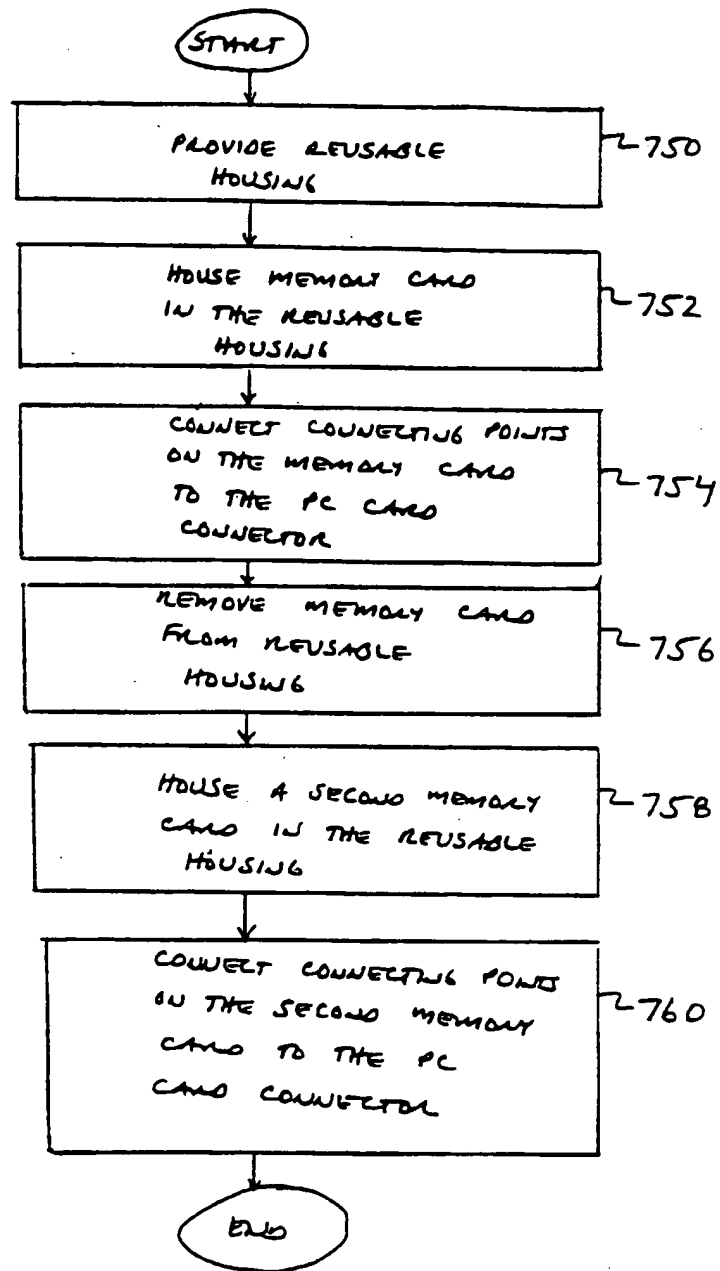 START
PROVIDE REUSABLE
HOUSING
750
HOUSE MEMORY CARD
IN THE REUSABLE
HOUSING
752
CONNECT CONNECTING POINTS
ON THE MEMORY CARD
TO THE PC CARD
CONNECTOR
754
REMOVE MEMORY CARD
FROM REUSABLE
HOUSING
756
HOUSE A SECOND MEMORY
CARD IN THE REUSABLE
HOUSING
758
CONNECT CONNECTING POINTS
ON THE SECOND MEMORY
CARD TO THE PC
CARD CONNECTOR
760
END